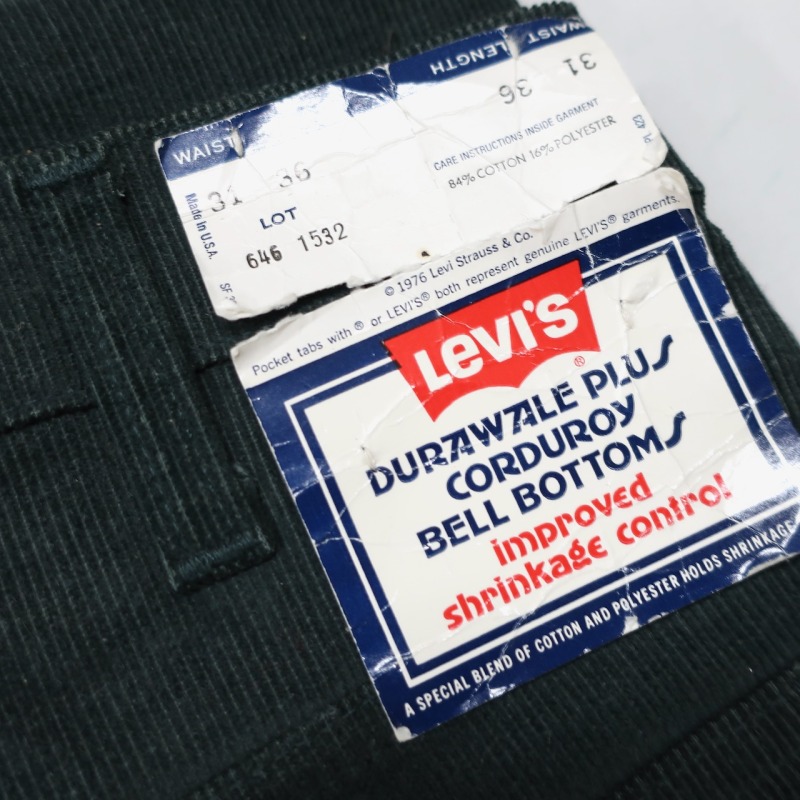 WAIST LENGTH
31 36
CARE INSTRUCTIONS INSIDE GARMENT
84% COTTON 16% POLYESTER
WAIST
31 36
Made in U.S.A.
LOT
646 1532
© 1976 Levi Strauss & Co.
Pocket tabs with ® or LEVI'S® both represent genuine LEVI'S® garments.
Levi's®
DURAWALE PLUS
CORDUROY
BELL BOTTOMS
improved
shrinkage control
A SPECIAL BLEND OF COTTON AND POLYESTER HOLDS SHRINKAGE